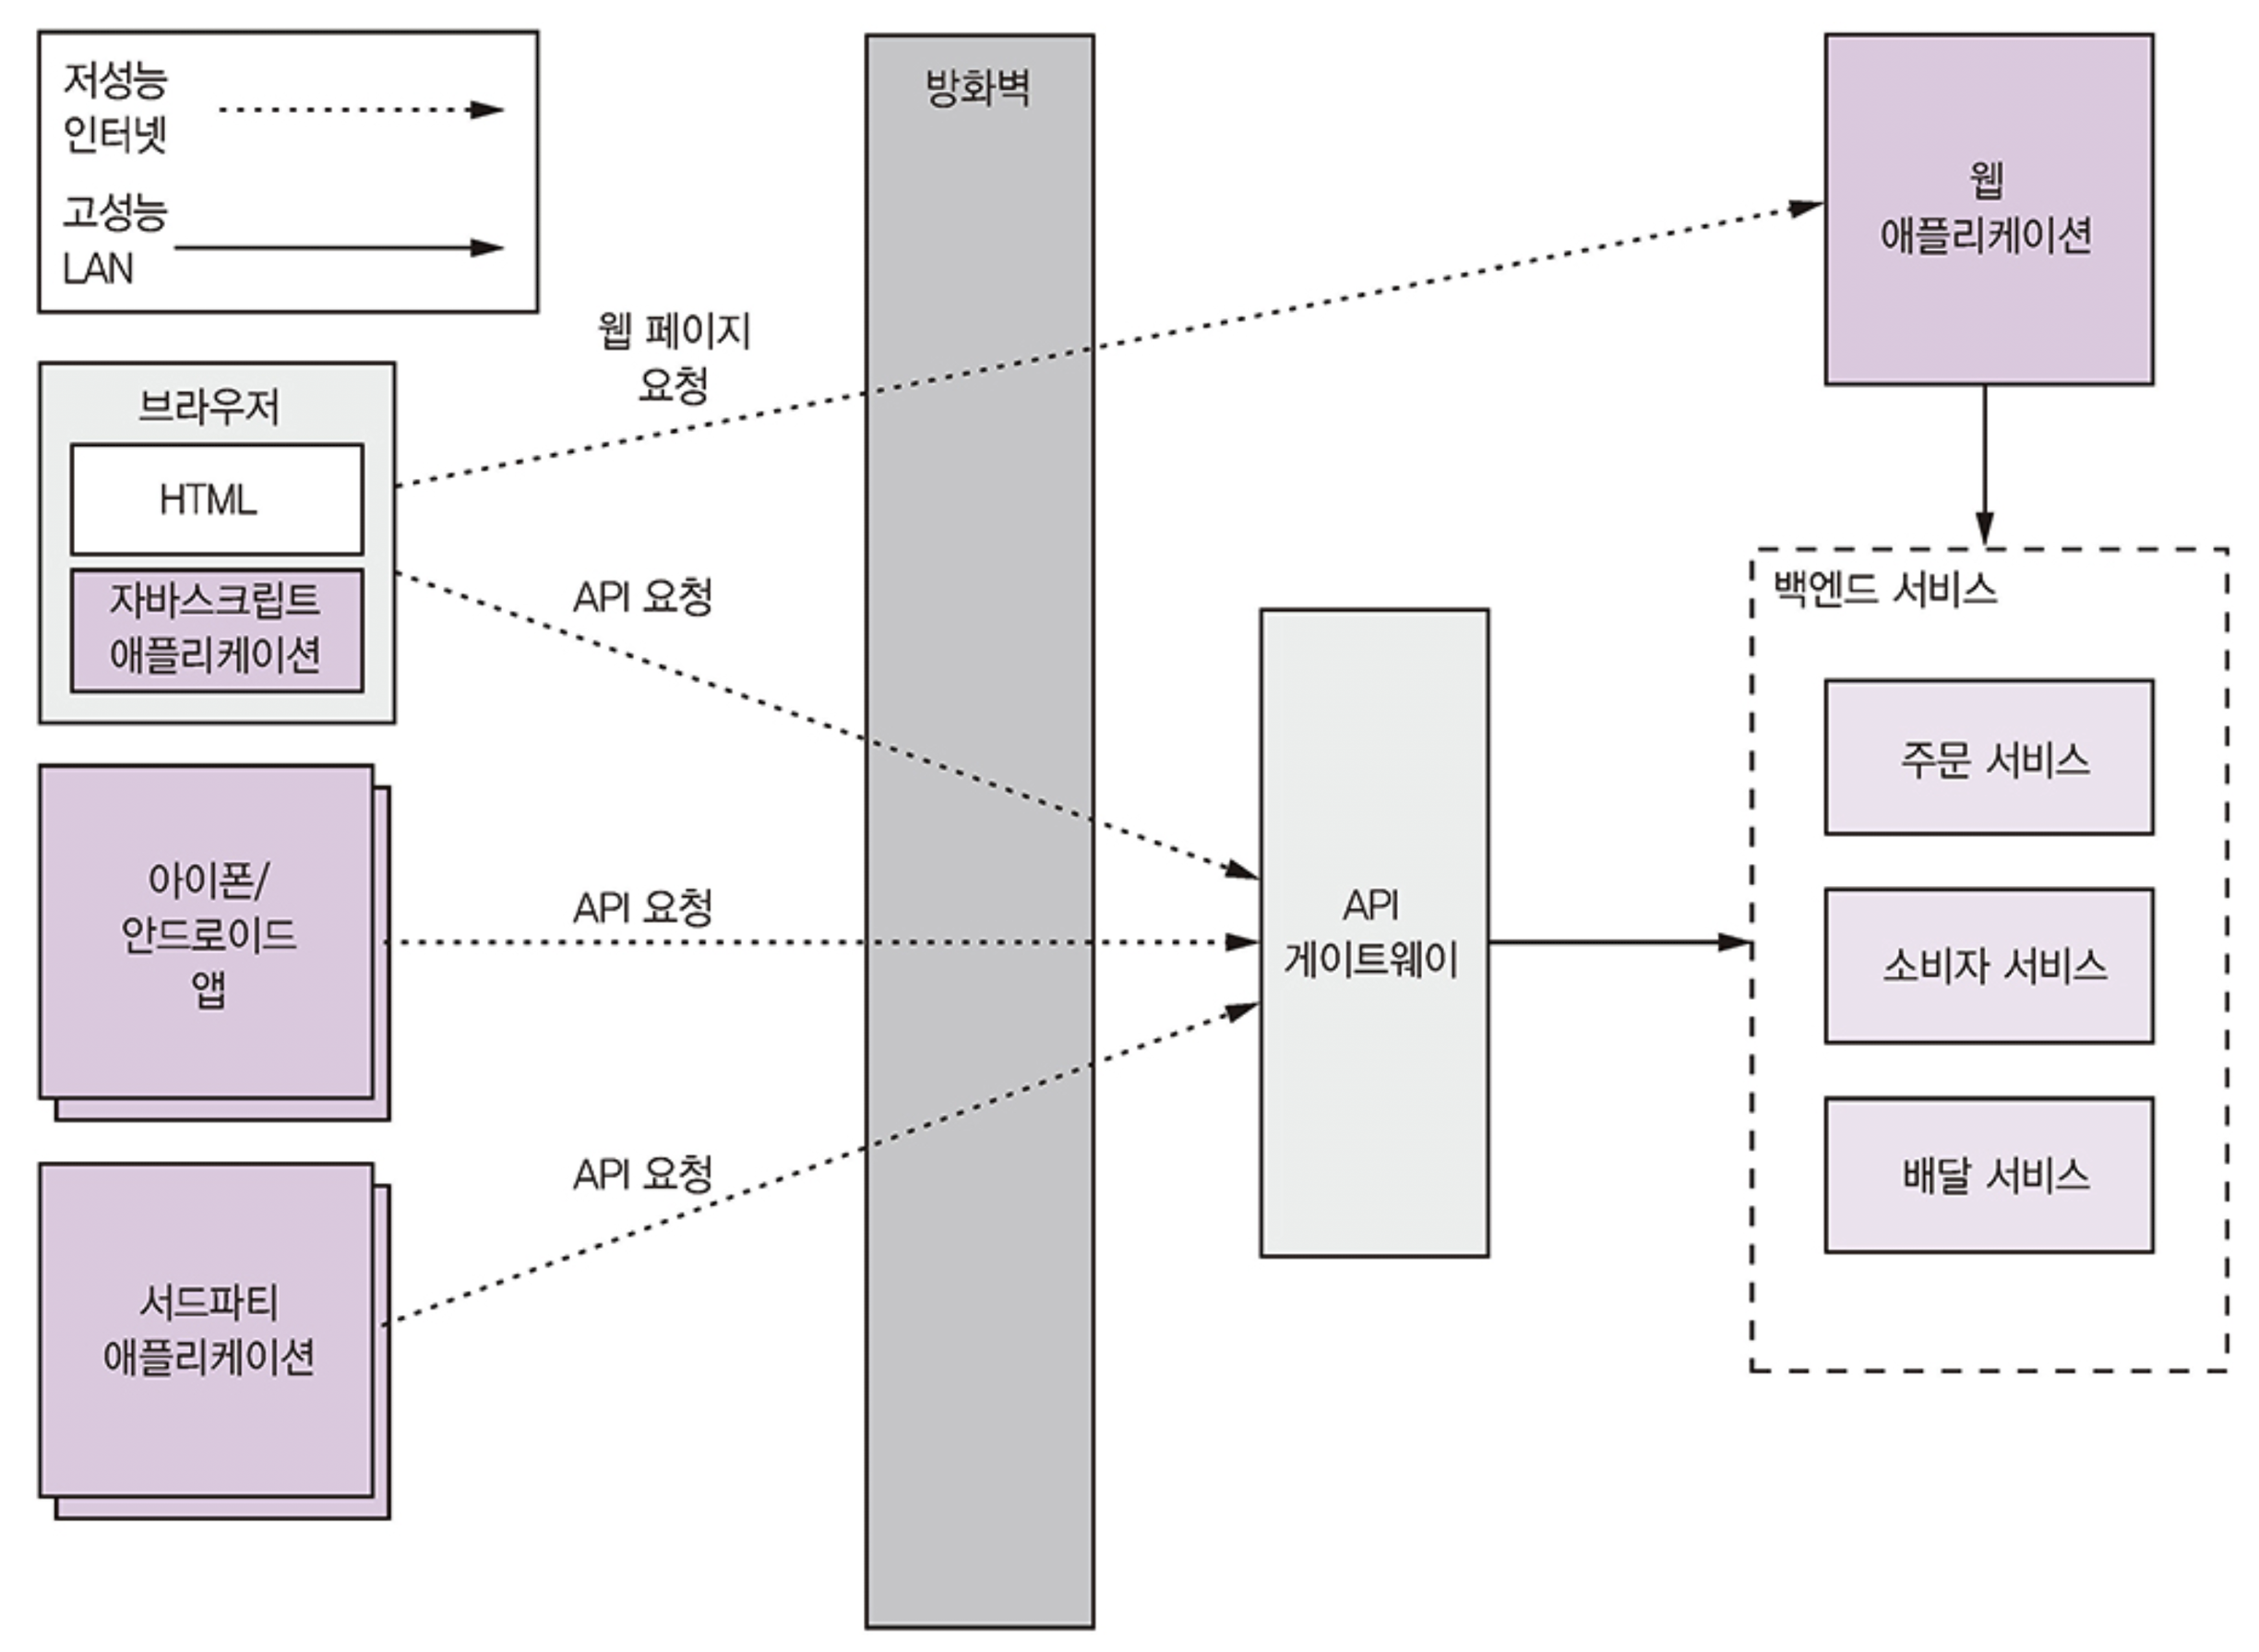 저성능
인터넷
고성능
LAN
방화벽
웹
애플리케이션
웹 페이지
요청
브라우저
HTML
자바스크립트
애플리케이션
API 요청
백엔드 서비스
주문 서비스
아이폰/
안드로이드
앱
API 요청
API
게이트웨이
소비자 서비스
배달 서비스
API 요청
서드파티
애플리케이션